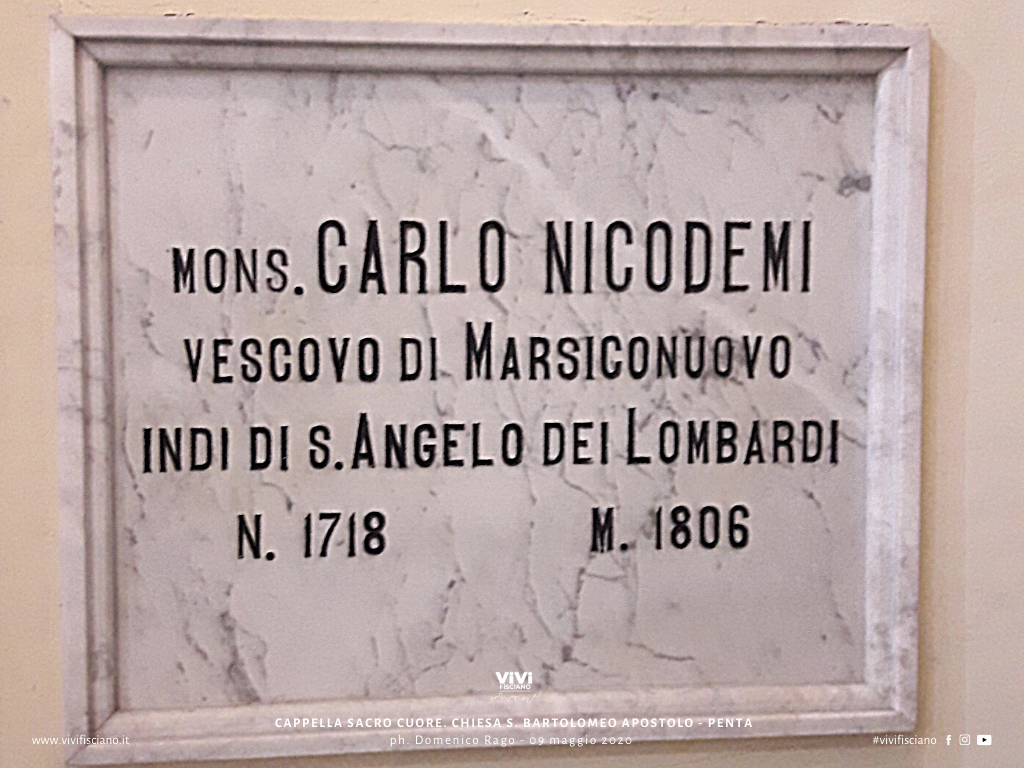 MONS. CARLO NICODEMI
VESCOVO DI MARSICONUOVO
INDI DI S. ANGELO DEI LOMBARDI
N. 1718 M. 1806
ViVi
FISCIANO
CAPPELLA SACRO CUORE. CHIESA S. BARTOLOMEO APOSTOLO - PENTA
www.vivifisciano.it ph. Domenico Rago - 09 maggio 2020 #vivifisciano